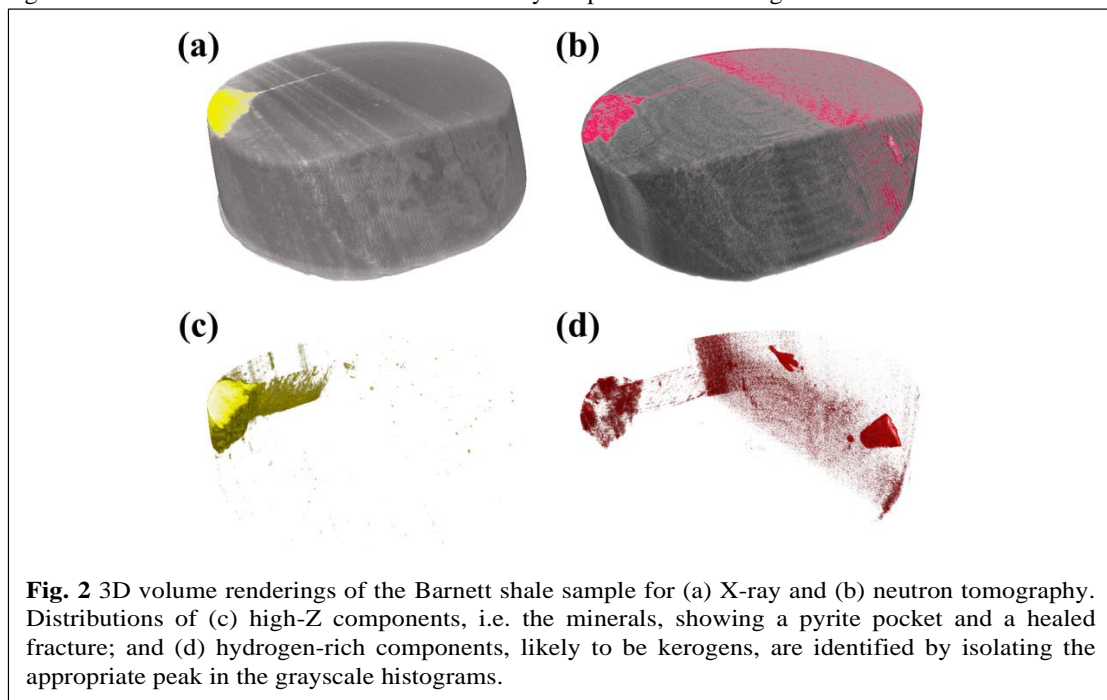 (a)
(b)
(c)
(d)
Fig. 2 3D volume renderings of the Barnett shale sample for (a) X-ray and (b) neutron tomography.
Distributions of (c) high-Z components, i.e. the minerals, showing a pyrite pocket and a healed
fracture; and (d) hydrogen-rich components, likely to be kerogens, are identified by isolating the
appropriate peak in the grayscale histograms.